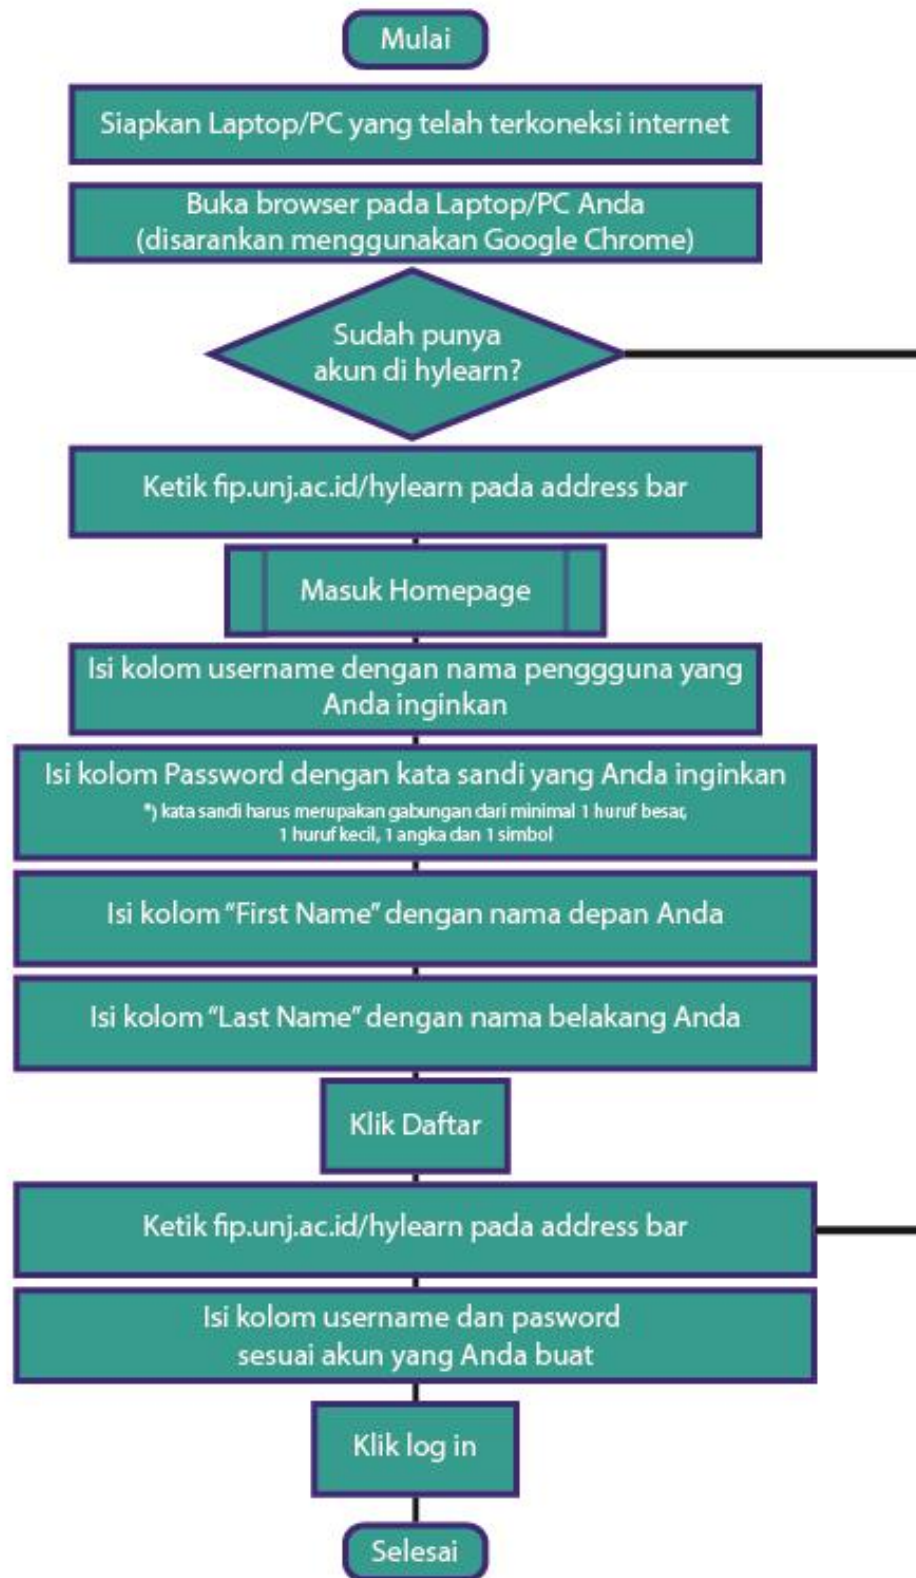 Mulai
Siapkan Laptop/PC yang telah terkoneksi internet
Buka browser pada Laptop/PC Anda
(disarankan menggunakan Google Chrome)
Sudah punya
akun di hylearn?
Ketik fip.unj.ac.id/hylearn pada address bar
Masuk Homepage
Isi kolom username dengan nama penggguna yang
Anda inginkan
Isi kolom Password dengan kata sandi yang Anda inginkan
*) kata sandi harus merupakan gabungan dari minimal 1 huruf besar,
1 huruf kecil, 1 angka dan 1 simbol
Isi kolom “First Name” dengan nama depan Anda
Isi kolom “Last Name” dengan nama belakang Anda
Klik Daftar
Ketik fip.unj.ac.id/hylearn pada address bar
Isi kolom username dan pasword
sesuai akun yang Anda buat
Klik log in
Selesai